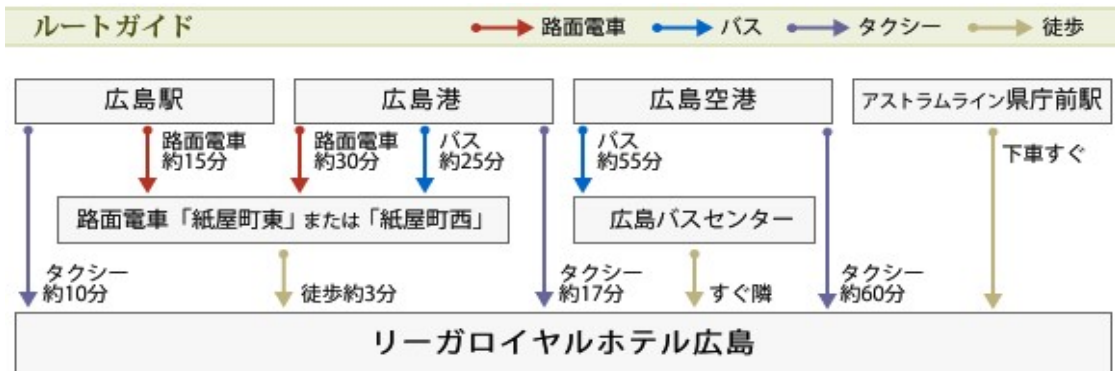 ルートガイド
路面電車 バス タクシー 徒歩
広島駅 広島港 広島空港 アストラムライン県庁前駅
路面電車
約15分
路面電車
約30分
バス
約25分
バス
約55分
下車すぐ
路面電車「紙屋町東」または「紙屋町西」
広島バスセンター
タクシー
約10分
徒歩約3分
タクシー
約17分
すぐ隣
タクシー
約60分
リーガロイヤルホテル広島